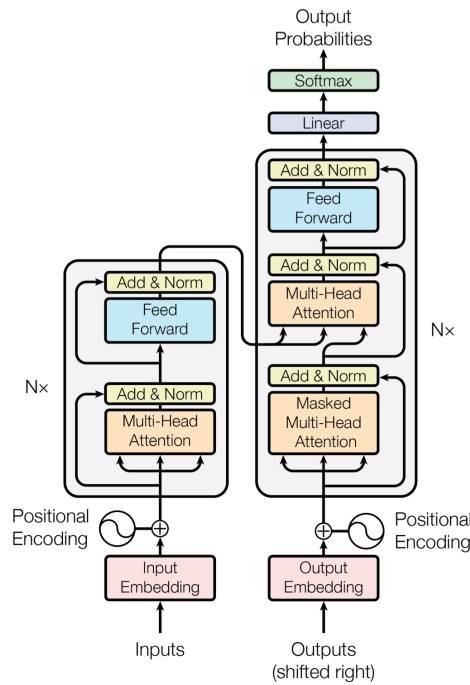 Output
Probabilities
Softmax
Linear
Add & Norm
Feed
Forward
Add & Norm
Multi-Head
Attention
Add & Norm
Masked
Multi-Head
Attention
N×
Add & Norm
Feed
Forward
Add & Norm
Multi-Head
Attention
N×
Positional
Encoding
Positional
Encoding
Input
Embedding
Output
Embedding
Inputs
Outputs
(shifted right)